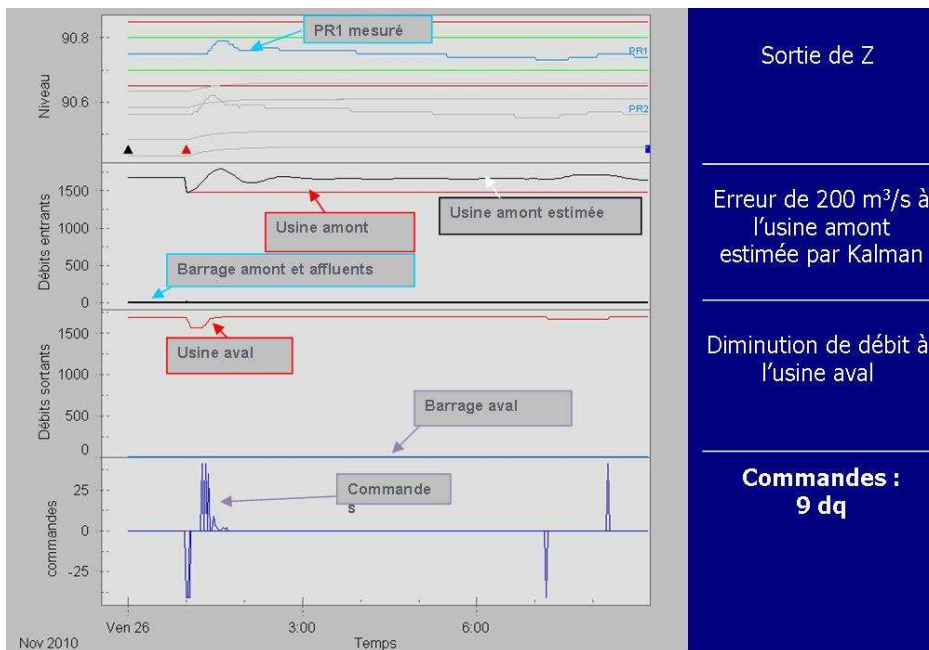 90.8
90.6
Niveau
PR1 mesuré
PR1
PR2
Sortie de Z
1500
1000
500
0
Débits entrants
Usine amont
Usine amont estimée
Barrage amont et affluents
Erreur de 200 m³/s à
l'usine amont
estimée par Kalman
1500
1000
500
0
Débits sortants
Usine aval
Barrage aval
Diminution de débit à
l'usine aval
25
0
-25
commandes
Commande
s
Commandes :
9 dq
Ven 26
3:00
6:00
Nov 2010
Temps